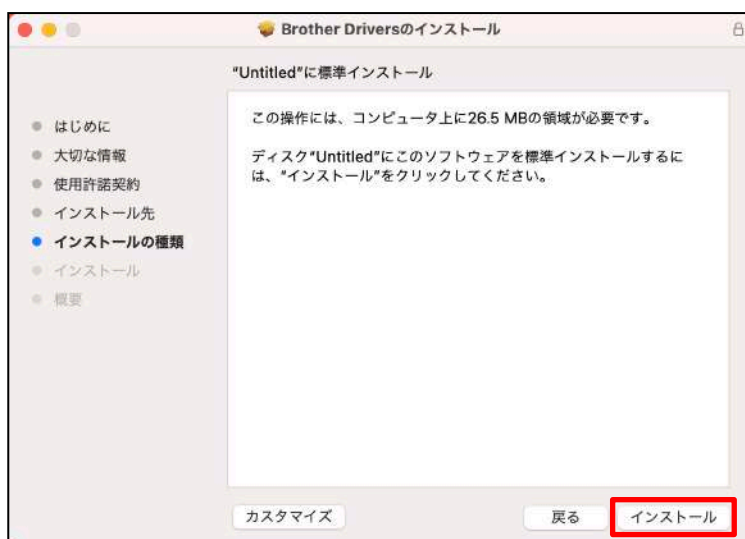 Brother Driversのインストール
"Untitled"に標準インストール
はじめに
大切な情報
使用許諾契約
インストール先
インストールの種類
インストール
概要
この操作には、コンピュータ上に26.5 MBの領域が必要です。
ディスク"Untitled"にこのソフトウェアを標準インストールするに
は、"インストール"をクリックしてください。
カスタマイズ
戻る
インストール